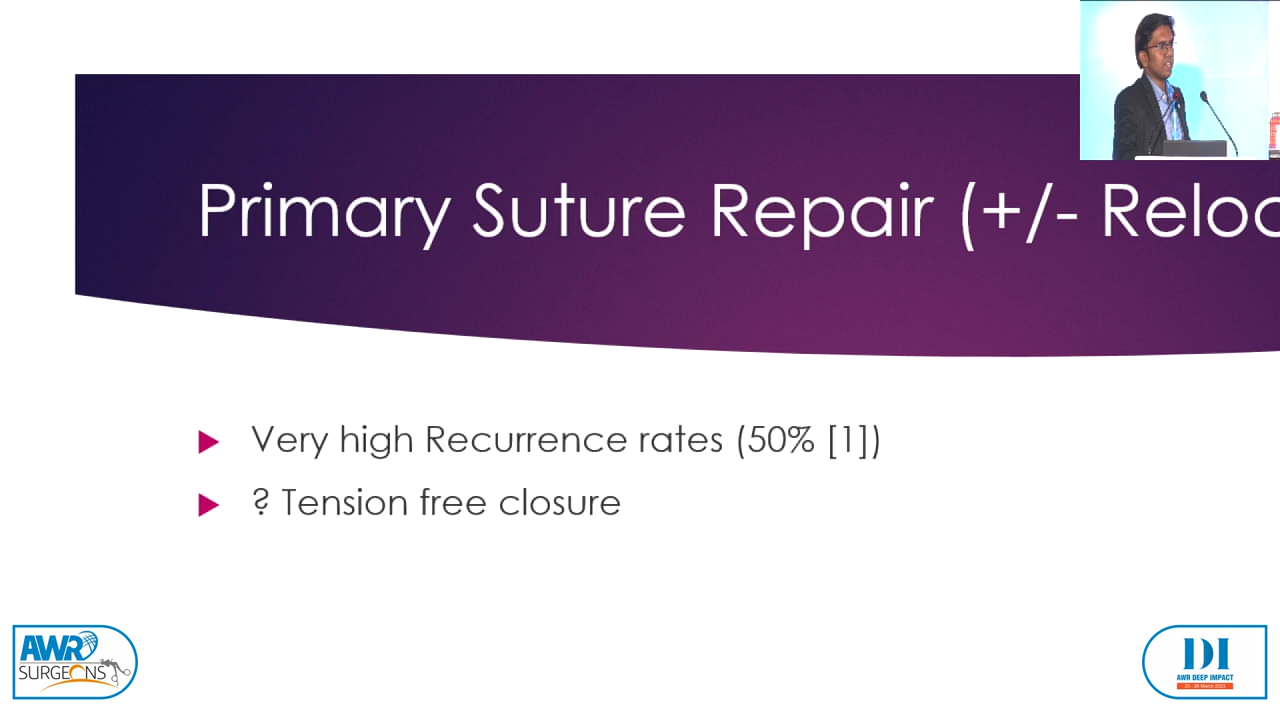 Primary Suture Repair (+/- Reloc
Very high Recurrence rates (50% [1])
? Tension free closure
AWR
SURGEONS
DI
AWR DEEP IMPACT